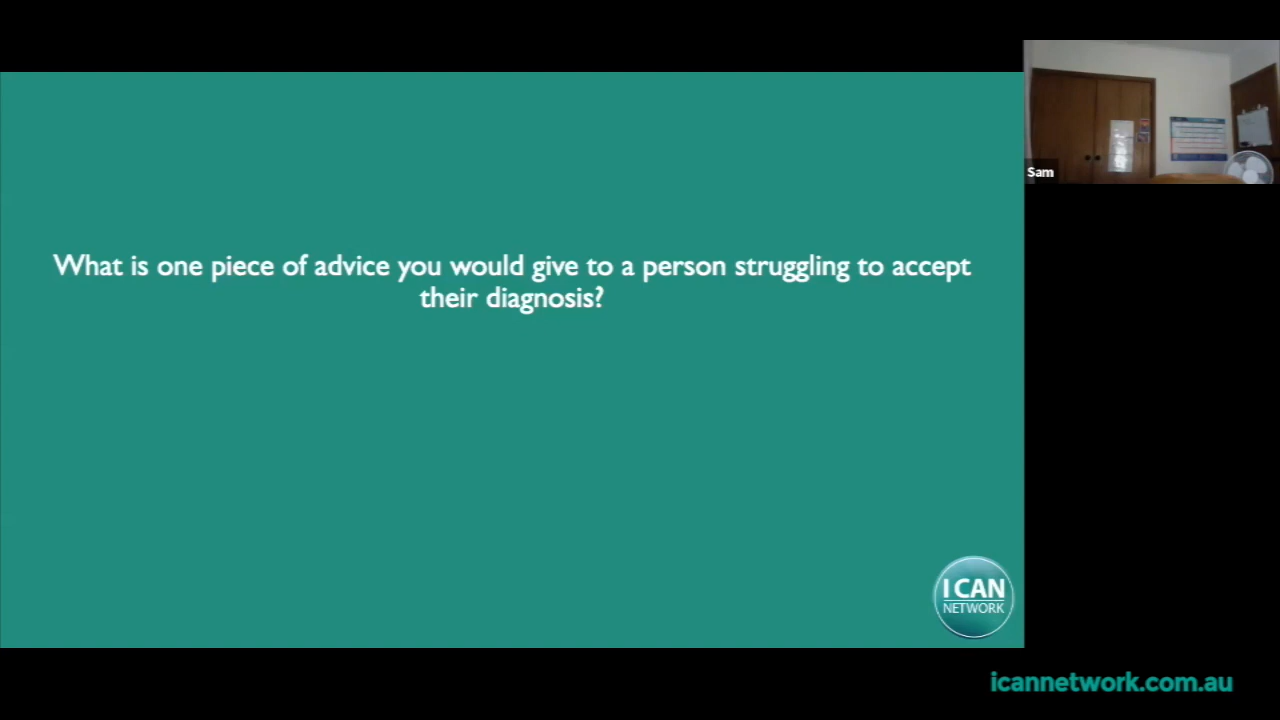 What is one piece of advice you would give to a person struggling to accept
their diagnosis?
Sam
I CAN
NETWORK
icannetwork.com.au